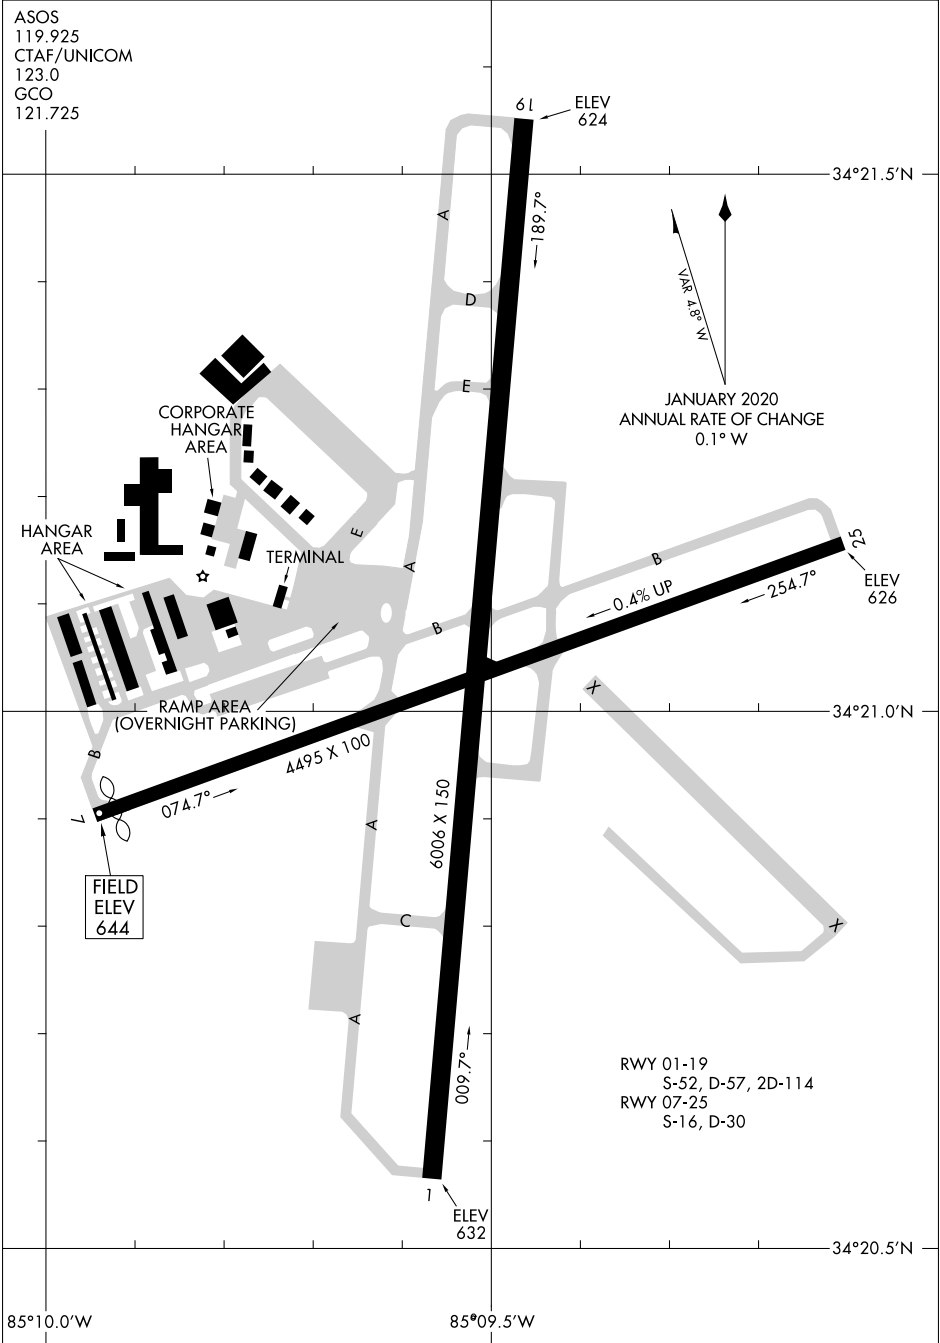 ASOS
119.925
CTAF/UNICOM
123.0
GCO
121.725
19
ELEV
624
34°21.5'N
A
189.7°
D
VAR 4.8° W
E
JANUARY 2020
ANNUAL RATE OF CHANGE
0.1° W
CORPORATE
HANGAR
AREA
HANGAR
AREA
E
TERMINAL
A
B
25
ELEV
626
0.4% UP
254.7°
B
RAMP AREA
(OVERNIGHT PARKING)
X
34°21.0'N
B
4495 X 100
074.7°
7
A
6006 X 150
FIELD
ELEV
644
C
X
A
009.7°
RWY 01-19
S-52, D-57, 2D-114
RWY 07-25
S-16, D-30
1
ELEV
632
34°20.5'N
85°10.0'W
85°09.5'W